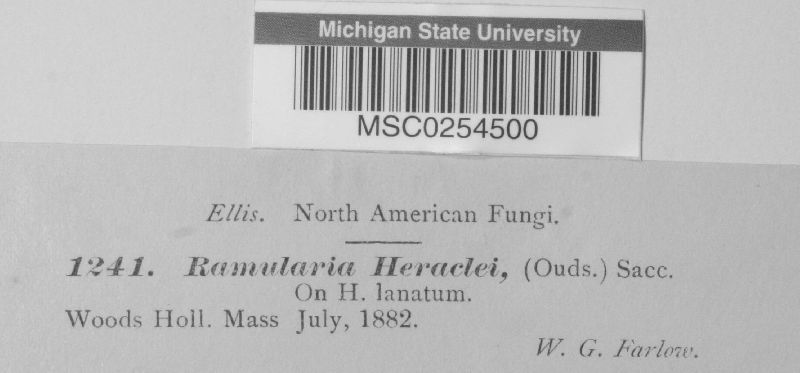 Michigan State University
MSC0254500
Ellis. North American Fungi.
1241. Ramularia Heraclei, (Ouds.) Sacc.
On H. lanatum.
Woods Holl. Mass July, 1882.
W. G. Farlow.